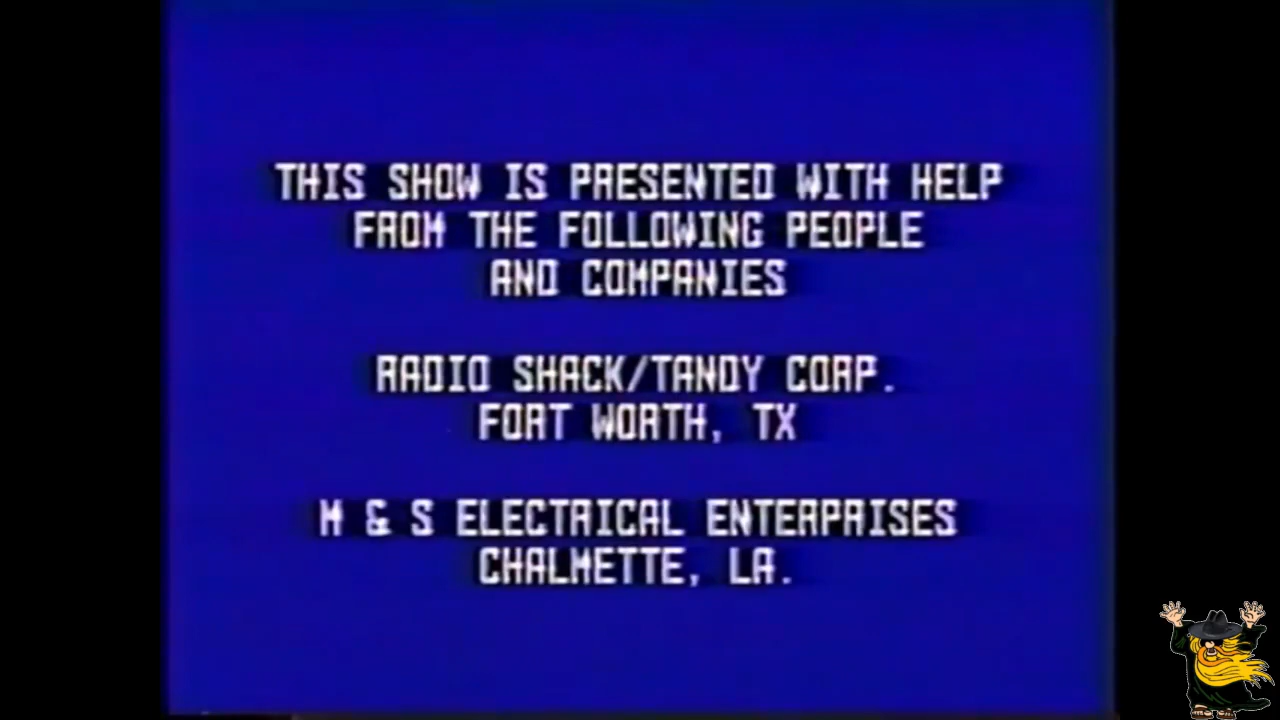 THIS SHOW IS PRESENTED WITH HELP
FROM THE FOLLOWING PEOPLE
AND COMPANIES
RADIO SHACK/TANDY CORP.
FORT WORTH, TX
M & S ELECTRICAL ENTERPRISES
CHALMETTE, LA.